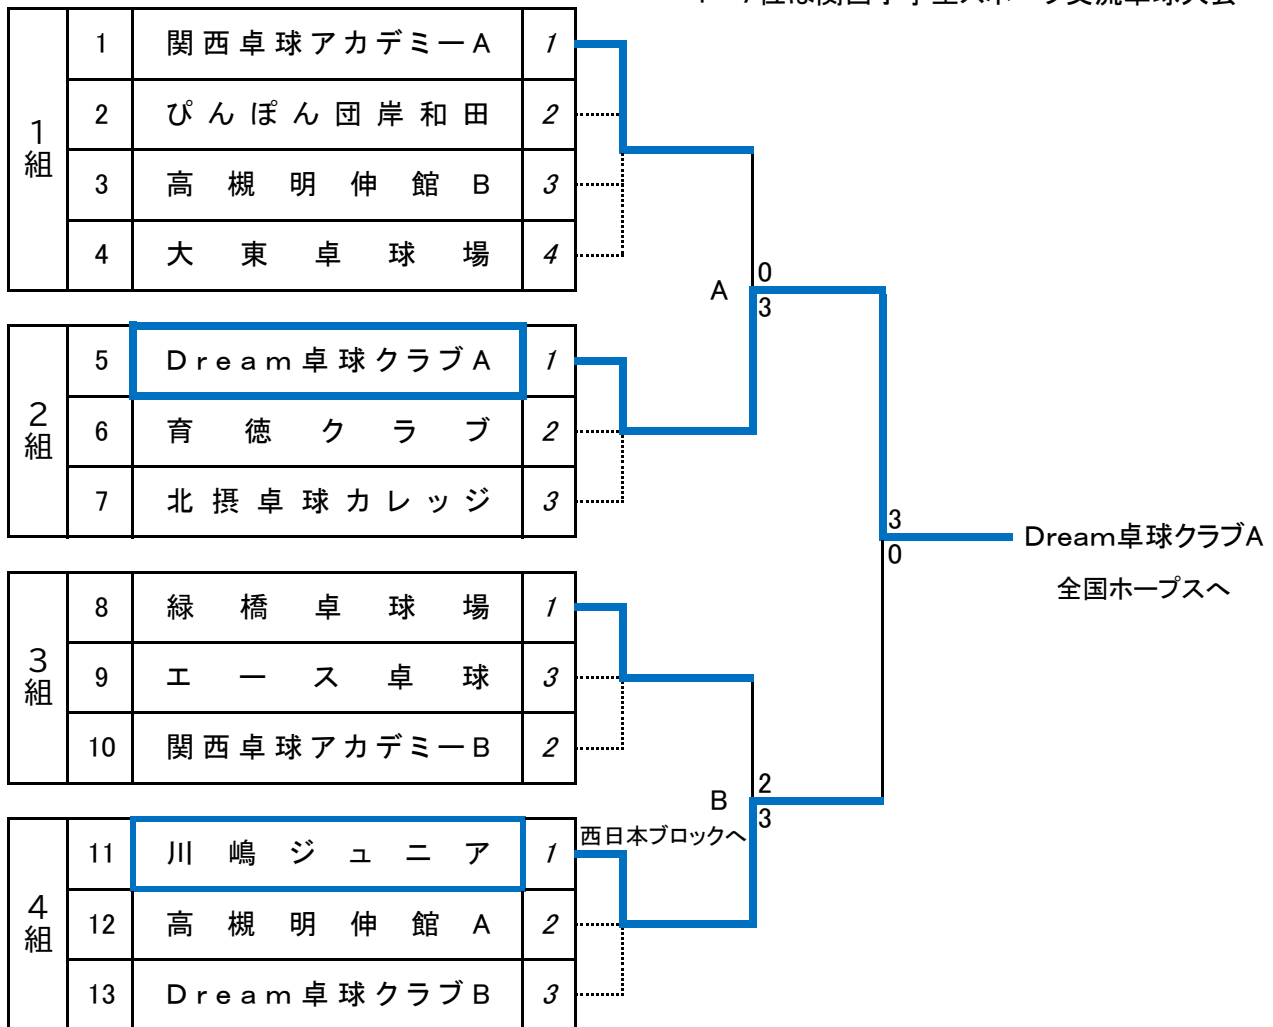 1組
1 関西卓球アカデミーA 1
2 ぴんぽん団岸和田 2
3 高槻明伸館B 3
4 大東卓球場 4
A
0
3
2組
5 Dream卓球クラブA 1
6 育徳クラブ 2
7 北摂卓球カレッジ 3
3
0
Dream卓球クラブA
全国ホープスへ
3組
8 緑橋卓球場 1
9 エース卓球 3
10 関西卓球アカデミーB 2
B
2
3
西日本ブロックへ
4組
11 川嶋ジュニア 1
12 高槻明伸館A 2
13 Dream卓球クラブB 3